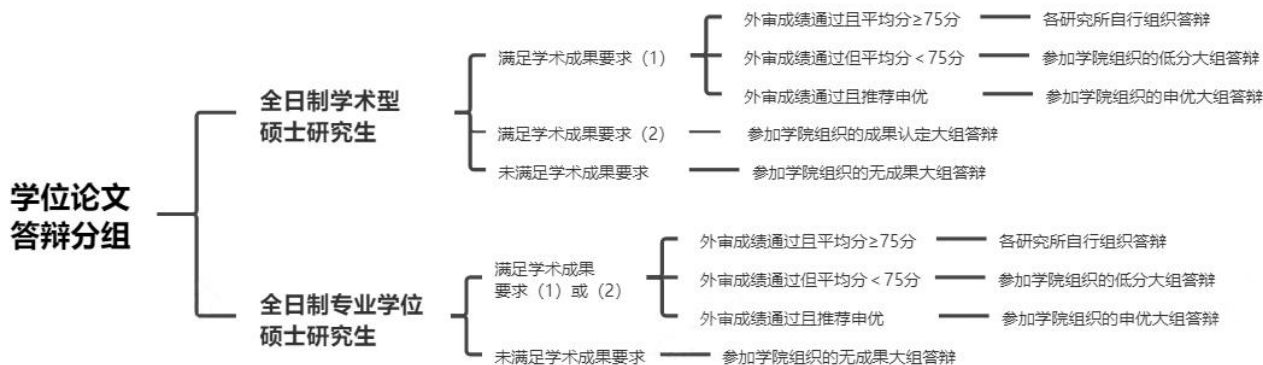 学位论文
答辩分组
全日制学术型
硕士研究生
满足学术成果要求（1）
外审成绩通过且平均分≥75分
各研究所自行组织答辩
外审成绩通过但平均分＜75分
参加学院组织的低分大组答辩
外审成绩通过且推荐申优
参加学院组织的申优大组答辩
满足学术成果要求（2）
参加学院组织的成果认定大组答辩
未满足学术成果要求
参加学院组织的无成果大组答辩
全日制专业学位
硕士研究生
满足学术成果
要求（1）或（2）
外审成绩通过且平均分≥75分
各研究所自行组织答辩
外审成绩通过但平均分＜75分
参加学院组织的低分大组答辩
外审成绩通过且推荐申优
参加学院组织的申优大组答辩
未满足学术成果要求
参加学院组织的无成果大组答辩